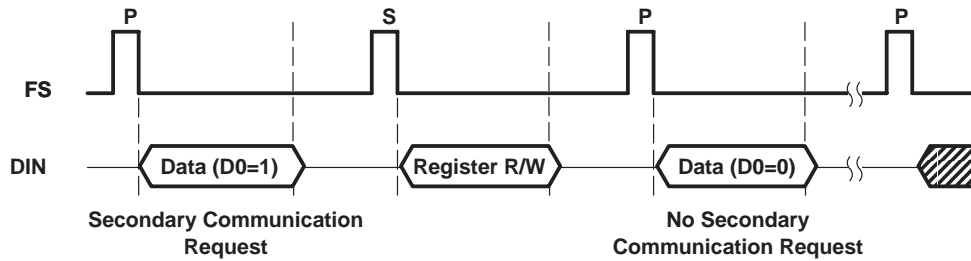 P S P P
FS
DIN Data (D0=1) Register R/W Data (D0=0)
Secondary Communication
Request
No Secondary
Communication Request